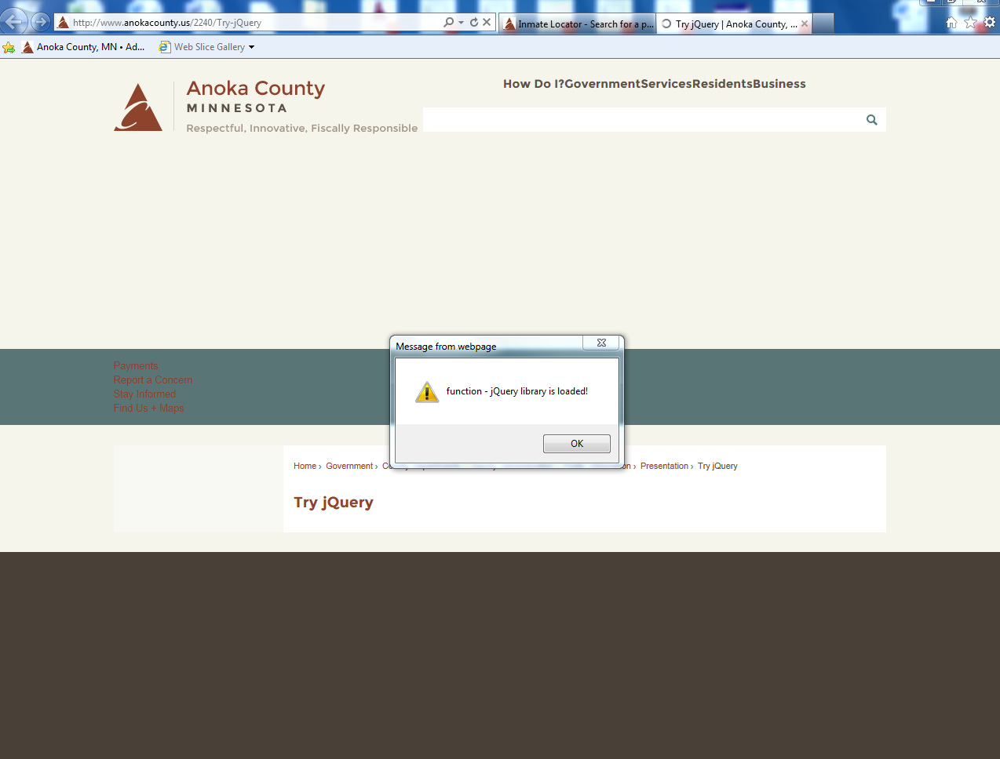 http://www.anokacounty.us/2240/Try-jQuery
Inmate Locator - Search for a p...
Try jQuery | Anoka County, ...
Anoka County, MN • Ad...
Web Slice Gallery
Anoka County
MINNESOTA
Respectful, Innovative, Fiscally Responsible
How Do I?GovernmentServicesResidentsBusiness
Payments
Report a Concern
Stay Informed
Find Us + Maps
Message from webpage
function - jQuery library is loaded!
OK
Home › Government › › Presentation › Try jQuery
Try jQuery